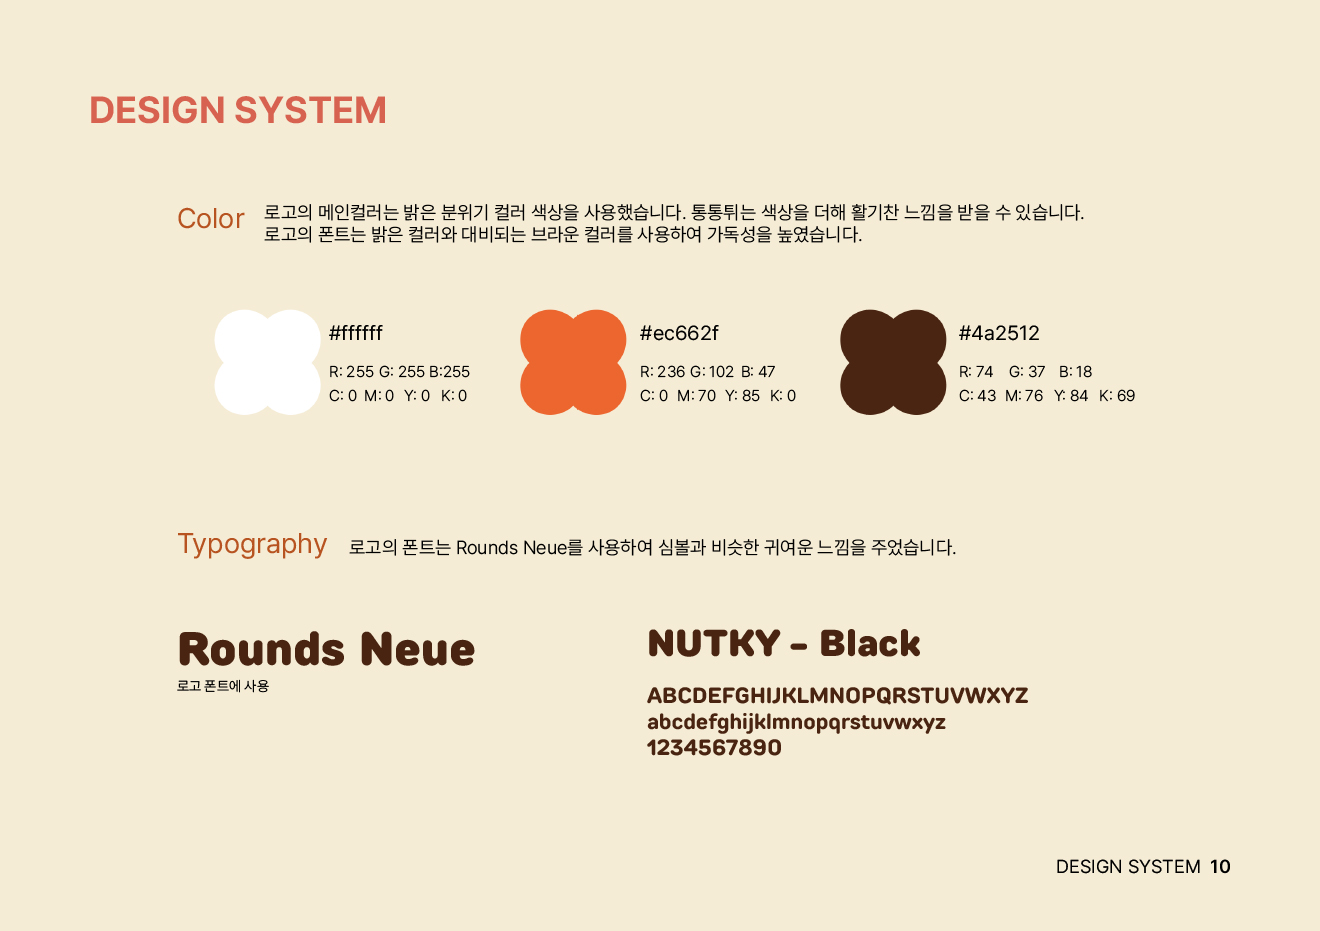 DESIGN SYSTEM
Color
로고의 메인컬러는 밝은 분위기 컬러 색상을 사용했습니다. 통통튀는 색상을 더해 활기찬 느낌을 받을 수 있습니다.
로고의 폰트는 밝은 컬러와 대비되는 브라운 컬러를 사용하여 가독성을 높였습니다.
#ffffff
R: 255 G: 255 B:255
C: 0 M: 0 Y: 0 K: 0
#ec662f
R: 236 G: 102 B: 47
C: 0 M: 70 Y: 85 K: 0
#4a2512
R: 74 G: 37 B: 18
C: 43 M: 76 Y: 84 K: 69
Typography
로고의 폰트는 Rounds Neue를 사용하여 심볼과 비슷한 귀여운 느낌을 주었습니다.
Rounds Neue
로고 폰트에 사용
NUTKY - Black
ABCDEFGHIJKLMNOPQRSTUVWXYZ
abcdefghijklmnopqrstuvwxyz
1234567890
DESIGN SYSTEM 10